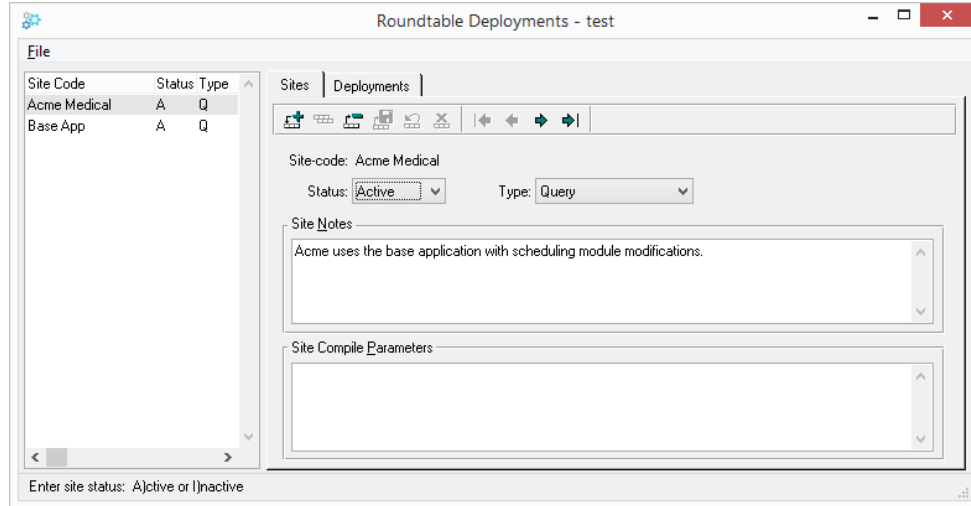 Roundtable Deployments - test
File
Site Code Status Type
Acme Medical A Q
Base App A Q
Sites Deployments
Site-code: Acme Medical
Status: Active Type: Query
Site Notes
Acme uses the base application with scheduling module modifications.
Site Compile Parameters
Enter site status: A)ctive or I)nactive